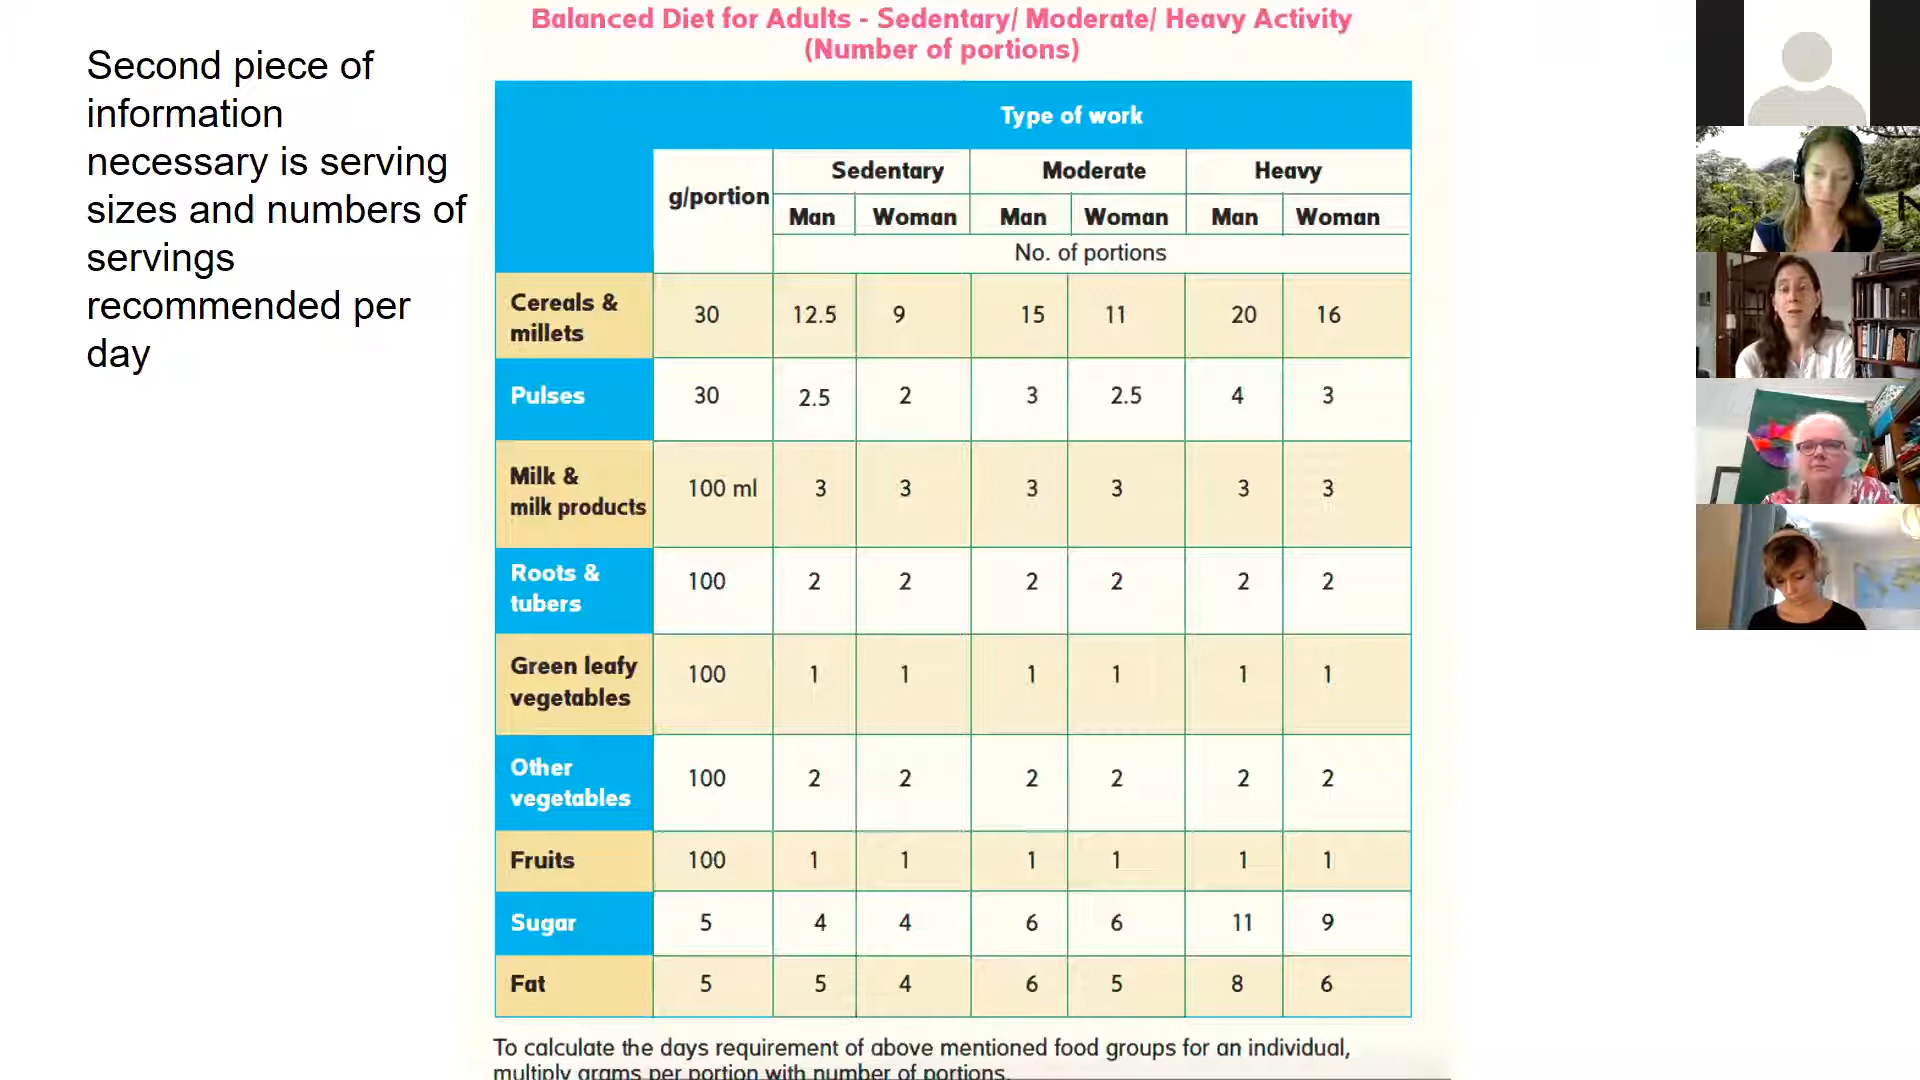 Second piece of
information
necessary is serving
sizes and numbers of
servings
recommended per
day
Balanced Diet for Adults - Sedentary/ Moderate/ Heavy Activity
(Number of portions)
Type of work
g/portion
Sedentary Moderate Heavy
Man Woman Man Woman Man Woman
No. of portions
Cereals &
millets
30 12.5 9 15 11 20 16
Pulses 30 2.5 2 3 2.5 4 3
Milk &
milk products
100 ml 3 3 3 3 3 3
Roots &
tubers
100 2 2 2 2 2 2
Green leafy
vegetables
100 1 1 1 1 1 1
Other
vegetables
100 2 2 2 2 2 2
Fruits 100 1 1 1 1 1 1
Sugar 5 4 4 6 6 11 9
Fat 5 5 4 6 5 8 6
To calculate the days requirement of above mentioned food groups for an individual,
multiply grams per portion with number of portions.